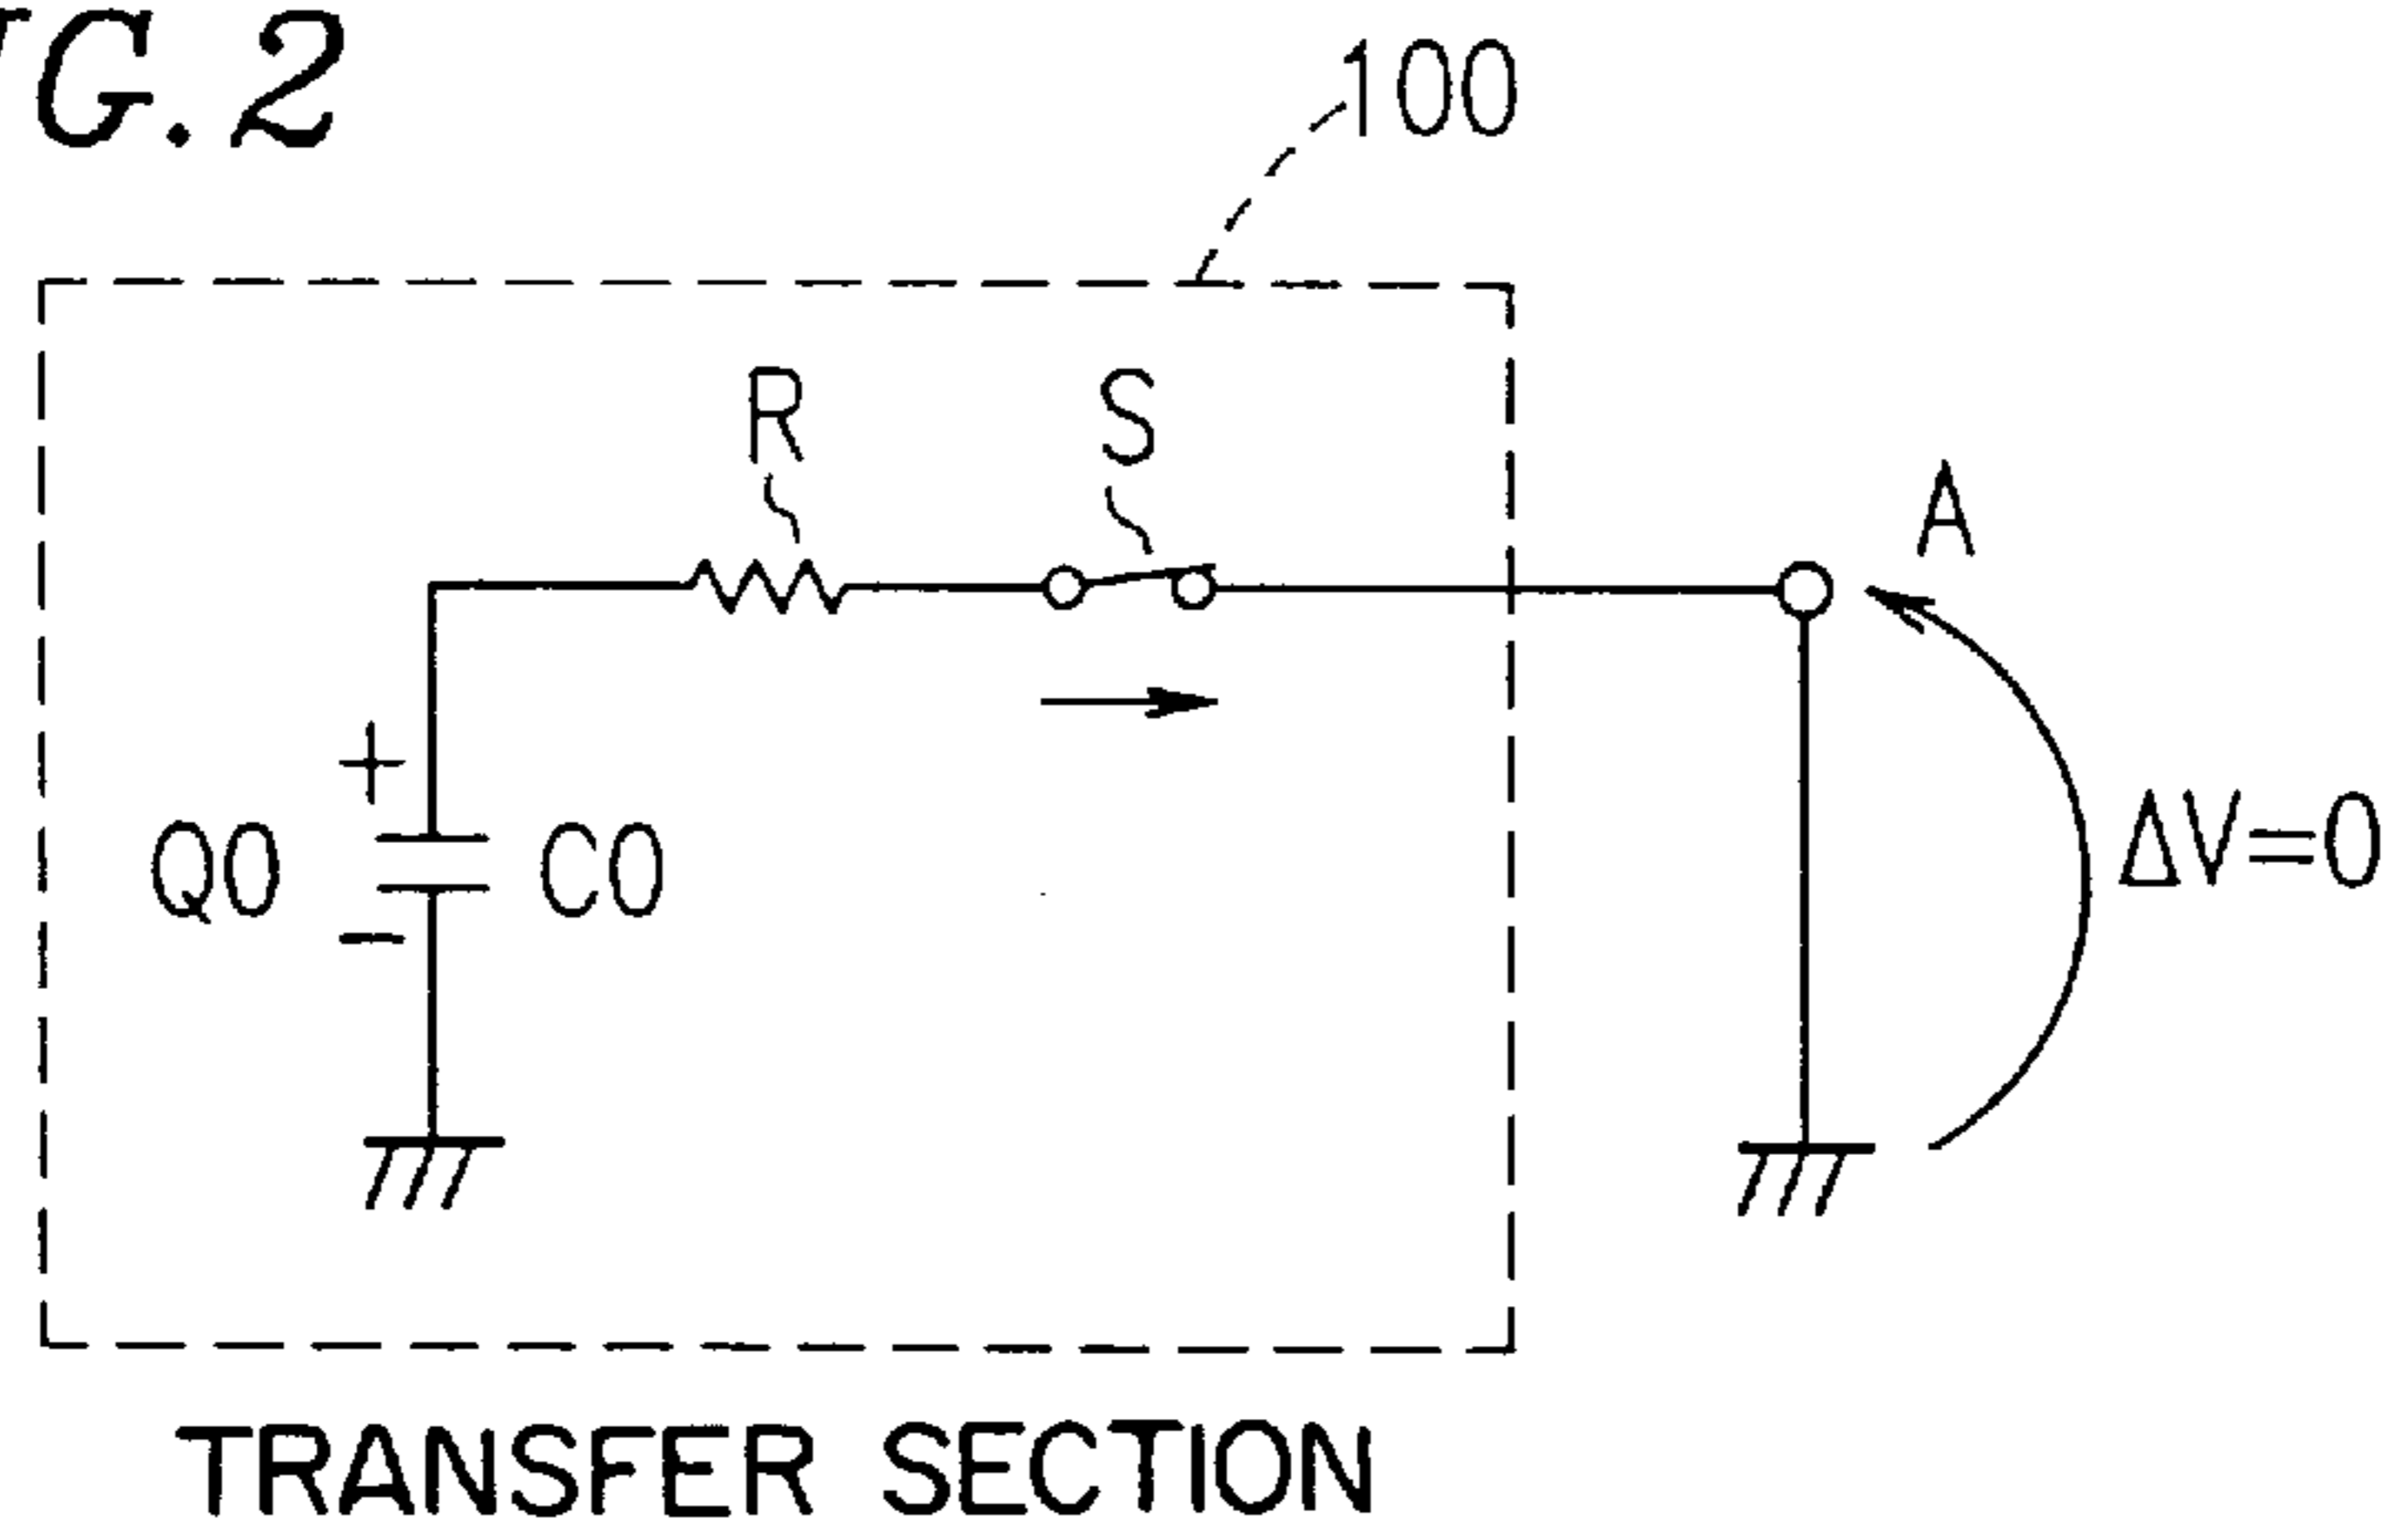 G.2
100
R
S
A
+
Q0
C0
ΔV=0
−
TRANSFER SECTION